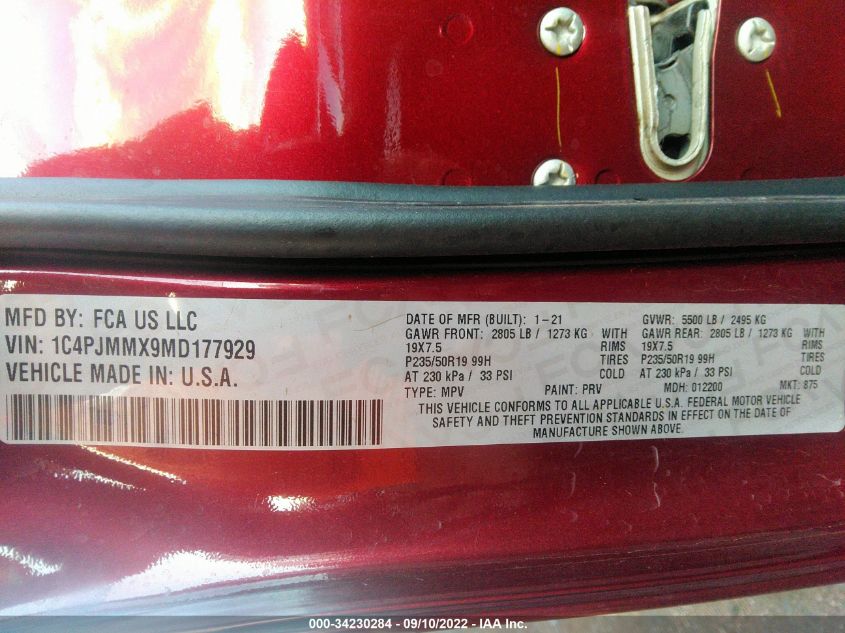 MFD BY: FCA US LLC
VIN: 1C4PJMMX9MD177929
VEHICLE MADE IN: U.S.A.
DATE OF MFR (BUILT): 1-21 GVWR: 5500 LB / 2495 KG
GAWR FRONT: 2805 LB / 1273 KG WITH GAWR REAR: 2805 LB / 1273 KG WITH
19X7.5 RIMS 19X7.5 RIMS
P235/50R19 99H TIRES P235/50R19 99H TIRES
AT 230 kPa / 33 PSI COLD AT 230 kPa / 33 PSI COLD
TYPE: MPV PAINT: PRV MDH: 012200 MKT: 875
THIS VEHICLE CONFORMS TO ALL APPLICABLE U.S.A. FEDERAL MOTOR VEHICLE
SAFETY AND THEFT PREVENTION STANDARDS IN EFFECT ON THE DATE OF
MANUFACTURE SHOWN ABOVE.
000-34230284 - 09/10/2022 - IAA Inc.